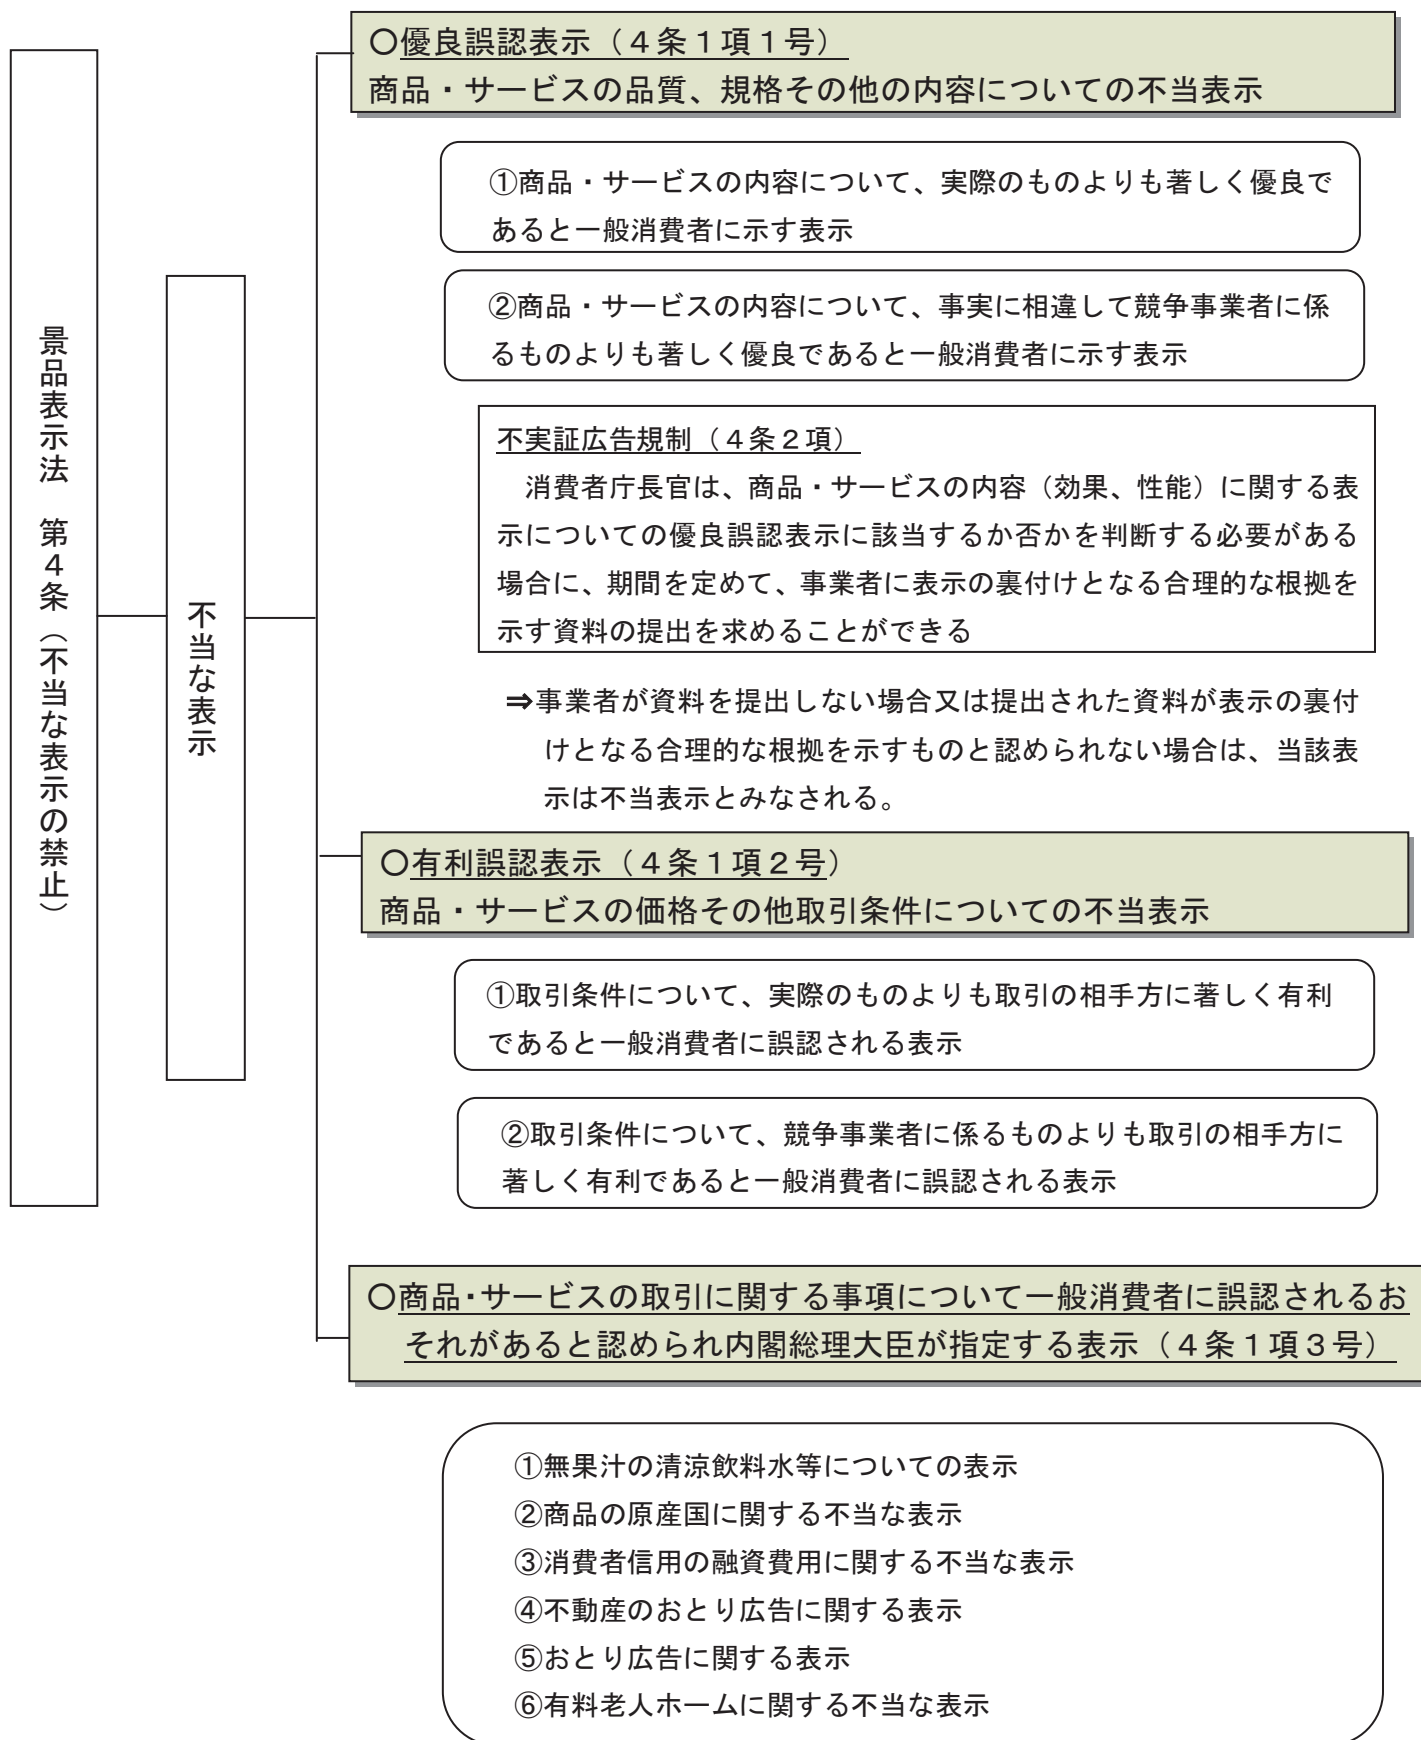 景品表示法　第４条（不当な表示の禁止）
不当な表示
○優良誤認表示（４条１項１号）
商品・サービスの品質、規格その他の内容についての不当表示
①商品・サービスの内容について、実際のものよりも著しく優良で
あると一般消費者に示す表示
②商品・サービスの内容について、事実に相違して競争事業者に係
るものよりも著しく優良であると一般消費者に示す表示
不実証広告規制（４条２項）
消費者庁長官は、商品・サービスの内容（効果、性能）に関する表
示についての優良誤認表示に該当するか否かを判断する必要がある
場合に、期間を定めて、事業者に表示の裏付けとなる合理的な根拠を
示す資料の提出を求めることができる
⇒事業者が資料を提出しない場合又は提出された資料が表示の裏付
けとなる合理的な根拠を示すものと認められない場合は、当該表
示は不当表示とみなされる。
○有利誤認表示（４条１項２号）
商品・サービスの価格その他取引条件についての不当表示
①取引条件について、実際のものよりも取引の相手方に著しく有利
であると一般消費者に誤認される表示
②取引条件について、競争事業者に係るものよりも取引の相手方に
著しく有利であると一般消費者に誤認される表示
○商品・サービスの取引に関する事項について一般消費者に誤認されるお
それがあると認められ内閣総理大臣が指定する表示（４条１項３号）
①無果汁の清涼飲料水等についての表示
②商品の原産国に関する不当な表示
③消費者信用の融資費用に関する不当な表示
④不動産のおとり広告に関する表示
⑤おとり広告に関する表示
⑥有料老人ホームに関する不当な表示